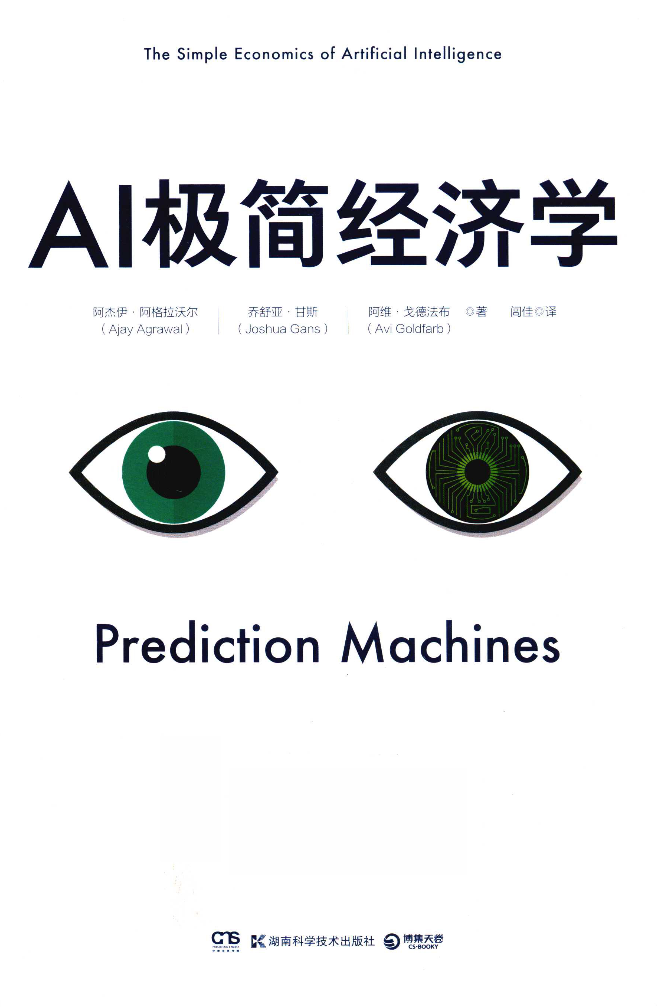 The Simple Economics of Artificial Intelligence
AI极简经济学
阿杰伊·阿格拉沃尔
（Ajay Agrawal）
乔舒亚·甘斯
（Joshua Gans）
阿维·戈德法布 ◎著 闾佳◎译
（Avi Goldfarb）
Prediction Machines
湖南科学技术出版社
博集天卷
CS-BOOKY